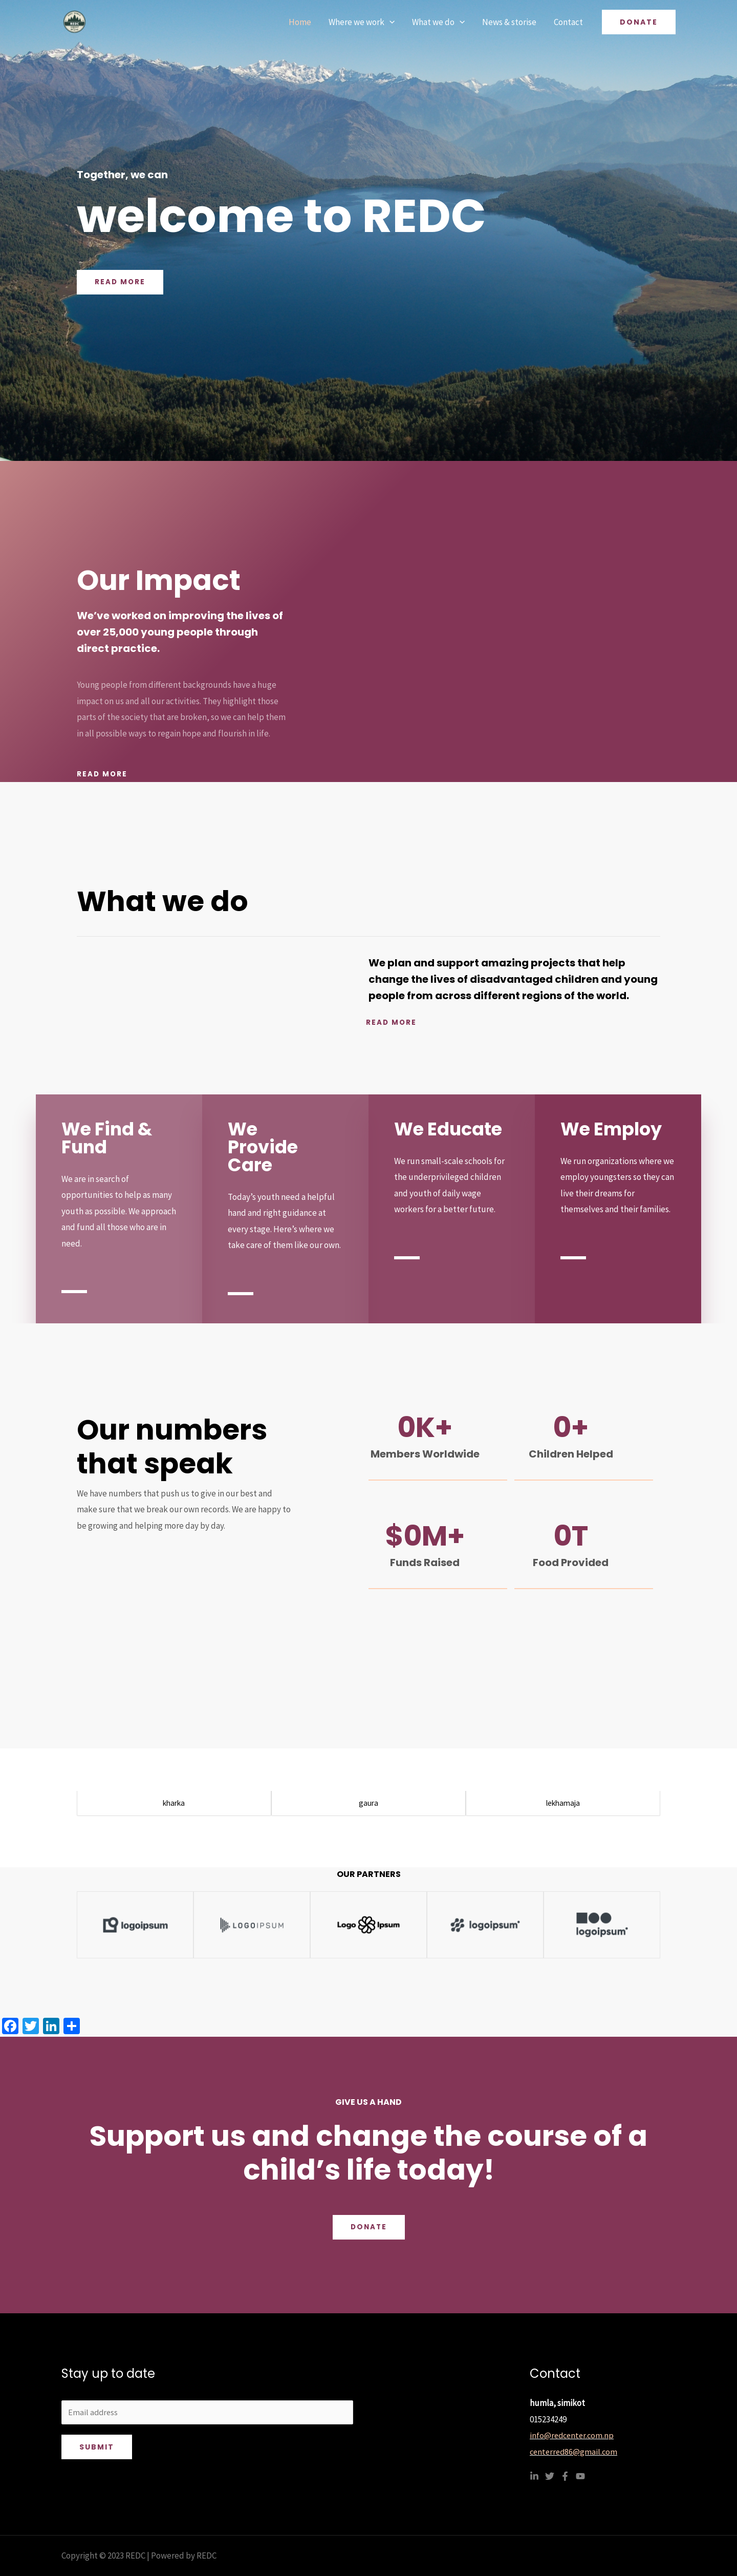 REDC
Home
Where we work
What we do
News & storise
Contact
DONATE
Together, we can
welcome to REDC
READ MORE
Our Impact
We’ve worked on improving the lives of
over 25,000 young people through
direct practice.
Young people from different backgrounds have a huge
impact on us and all our activities. They highlight those
parts of the society that are broken, so we can help them
in all possible ways to regain hope and flourish in life.
READ MORE
What we do
We plan and support amazing projects that help
change the lives of disadvantaged children and young
people from across different regions of the world.
READ MORE
We Find &
Fund
We are in search of
opportunities to help as many
youth as possible. We approach
and fund all those who are in
need.
We
Provide
Care
Today’s youth need a helpful
hand and right guidance at
every stage. Here’s where we
take care of them like our own.
We Educate
We run small-scale schools for
the underprivileged children
and youth of daily wage
workers for a better future.
We Employ
We run organizations where we
employ youngsters so they can
live their dreams for
themselves and their families.
Our numbers
that speak
We have numbers that push us to give in our best and
make sure that we break our own records. We are happy to
be growing and helping more day by day.
0K+
Members Worldwide
0+
Children Helped
$0M+
Funds Raised
0T
Food Provided
kharka
gaura
lekhamaja
OUR PARTNERS
logoipsum
LOGOIPSUM
Logo Ipsum
logoipsum
logoipsum
GIVE US A HAND
Support us and change the course of a
child’s life today!
DONATE
Stay up to date
Email address
SUBMIT
Contact
humla, simikot
015234249
info@redcenter.com.np
centerred86@gmail.com
Copyright © 2023 REDC | Powered by REDC